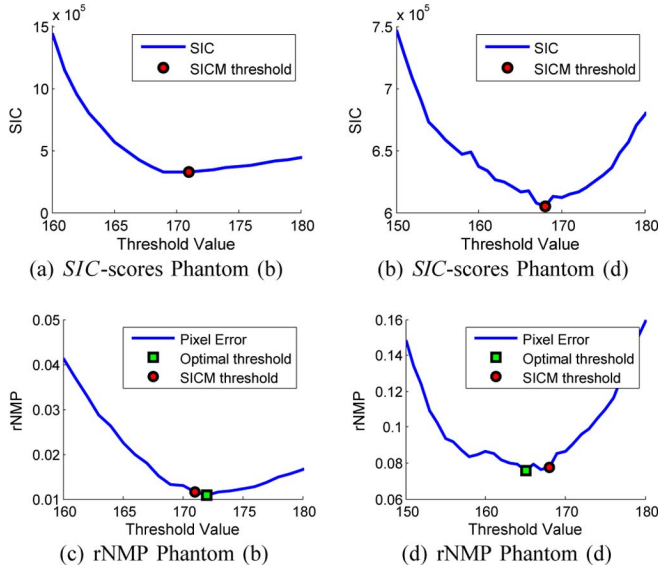 x 10⁵
15
10
5
0
SIC
SIC
SICM threshold
160 165 170 175 180
Threshold Value
(a) SIC-scores Phantom (b)
x 10⁵
7.5
7
6.5
6
SIC
SIC
SICM threshold
150 160 170 180
Threshold Value
(b) SIC-scores Phantom (d)
0.05
0.04
0.03
0.02
0.01
rNMP
Pixel Error
Optimal threshold
SICM threshold
160 165 170 175 180
Threshold Value
(c) rNMP Phantom (b)
0.16
0.14
0.12
0.1
0.08
0.06
rNMP
Pixel Error
Optimal threshold
SICM threshold
150 160 170 180
Threshold Value
(d) rNMP Phantom (d)